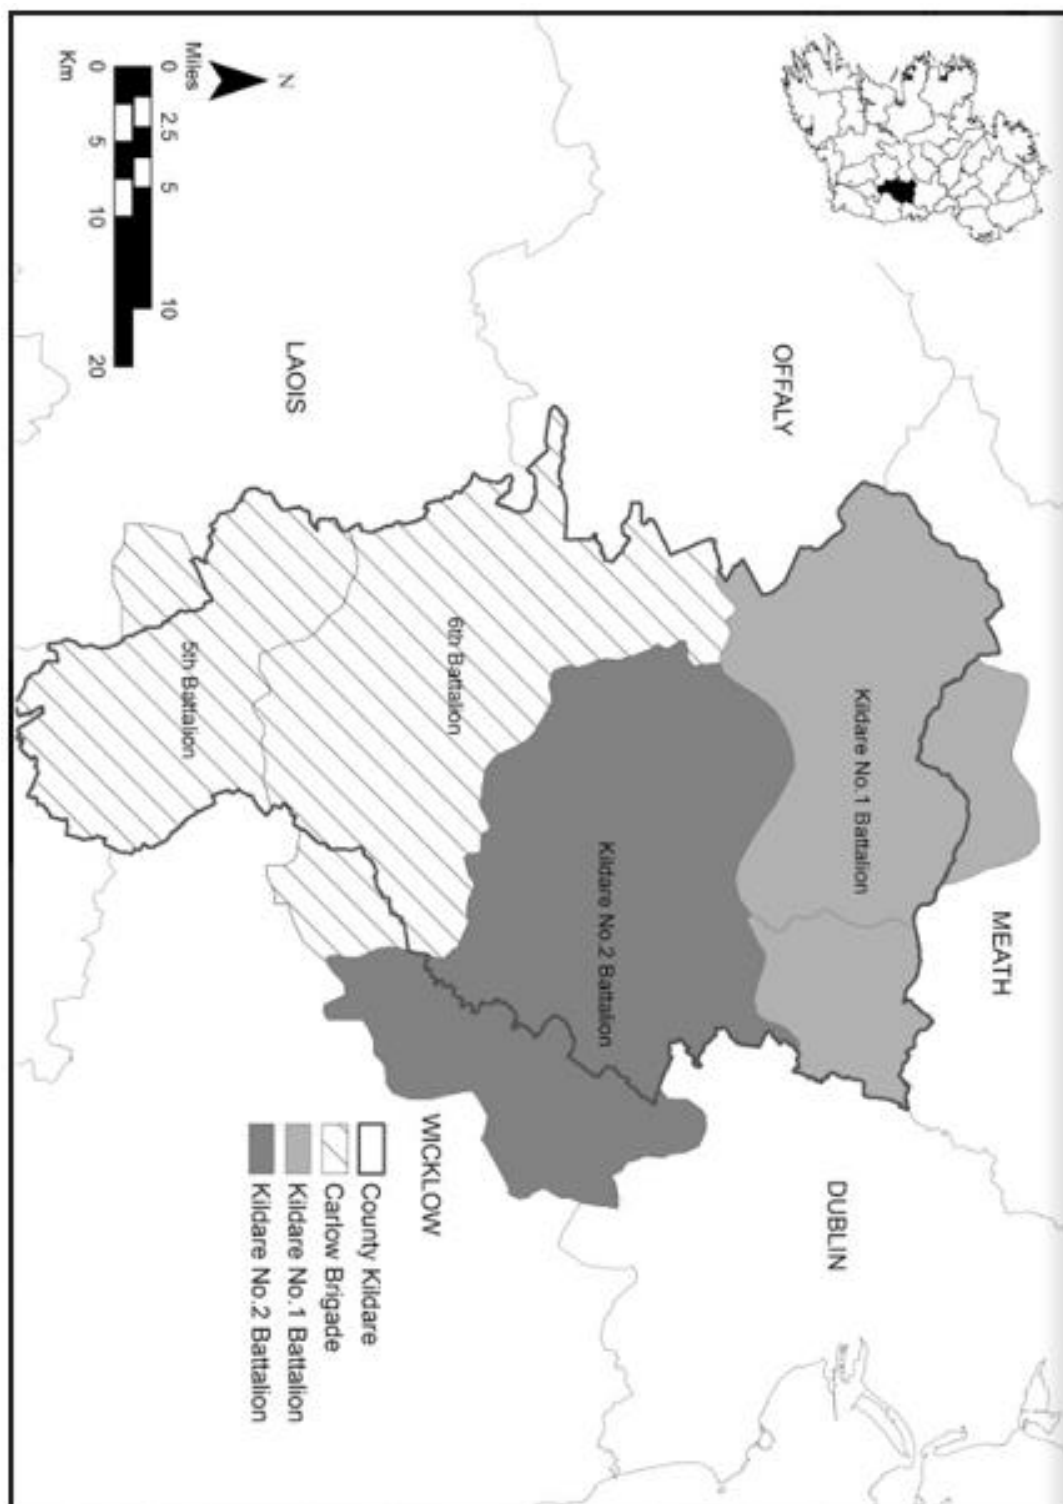 MEATH
DUBLIN
OFFALY
Kildare No.1 Battalion
Kildare No.2 Battalion
6th Battalion
LAOIS
5th Battalion
WICKLOW
County Kildare
Carlow Brigade
Kildare No.1 Battalion
Kildare No.2 Battalion
N
Miles
0 2.5 5 10
0 5 10 20
Km